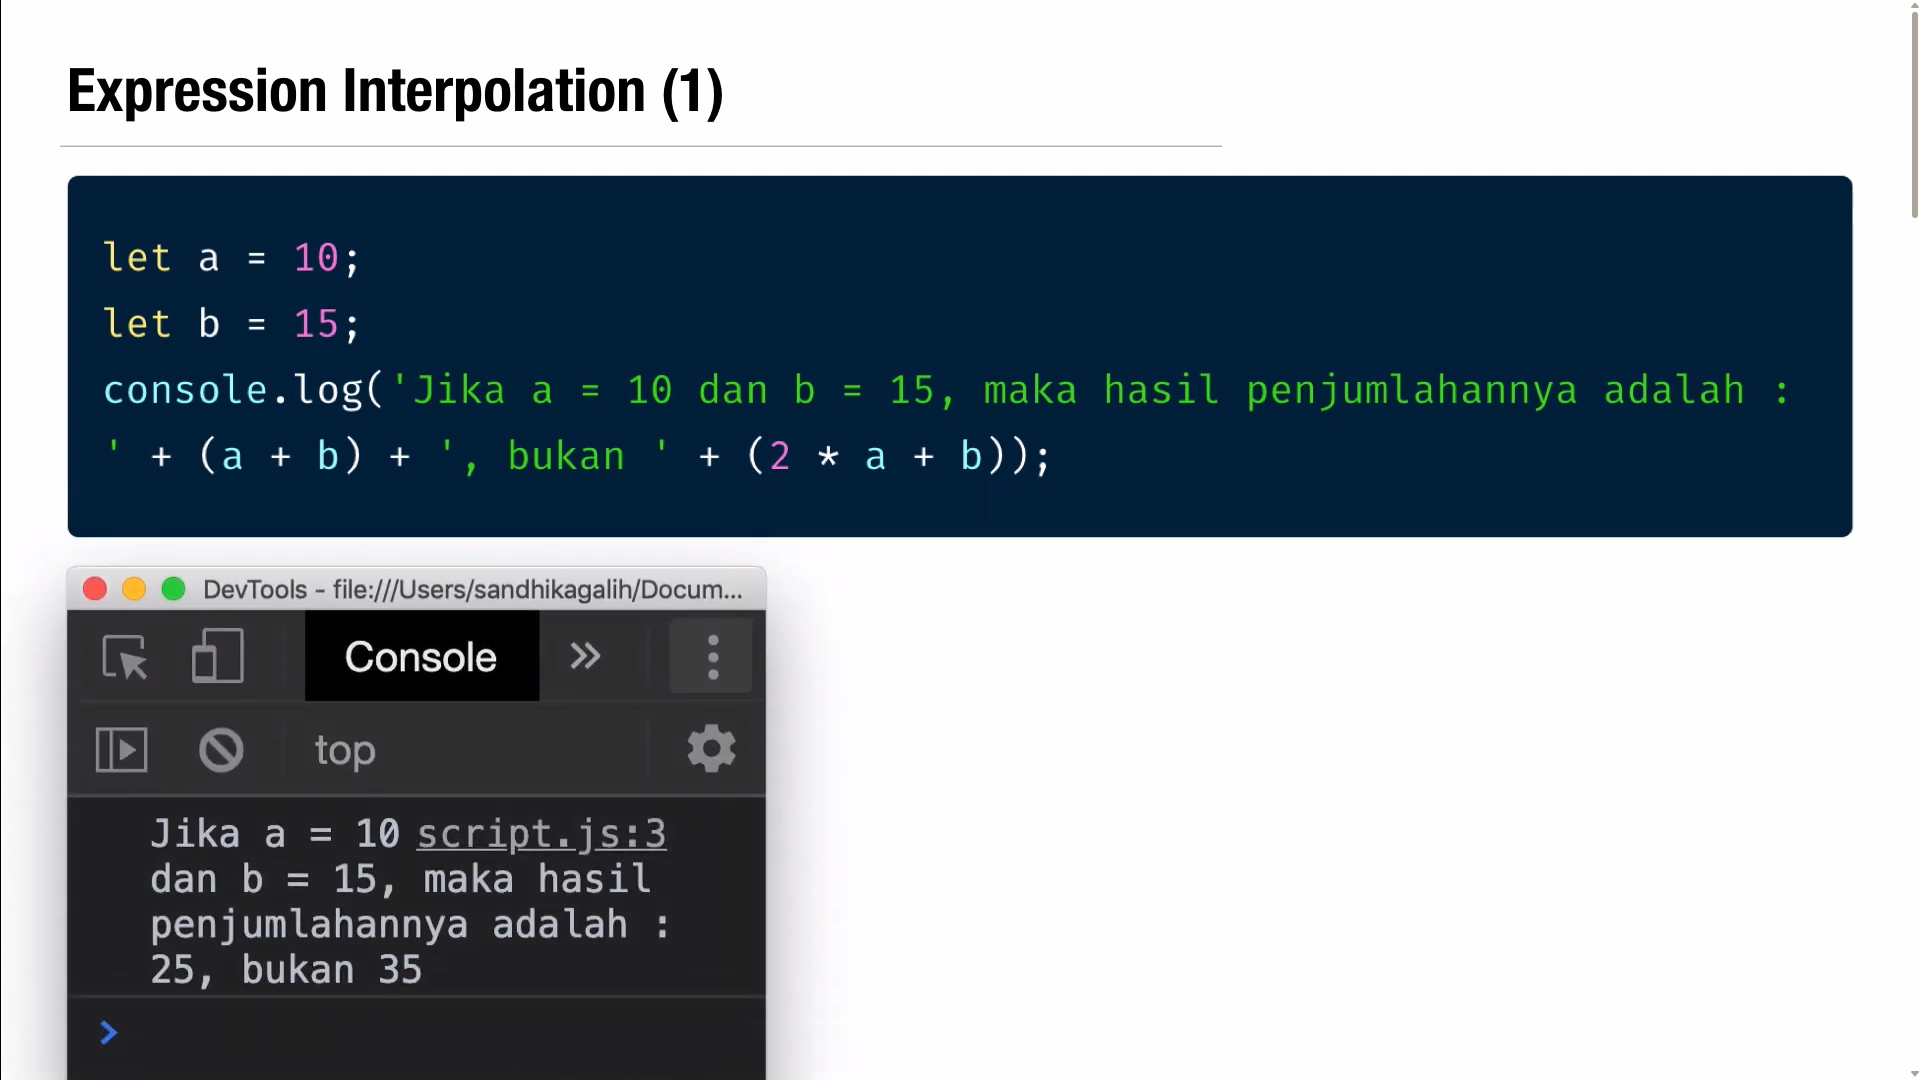 Expression Interpolation (1)
let a = 10;
let b = 15;
console.log('Jika a = 10 dan b = 15, maka hasil penjumlahannya adalah :
' + (a + b) + ', bukan ' + (2 * a + b));
DevTools - file:///Users/sandhikagalih/Docum...
Console
top
Jika a = 10 script.js:3
dan b = 15, maka hasil
penjumlahannya adalah :
25, bukan 35